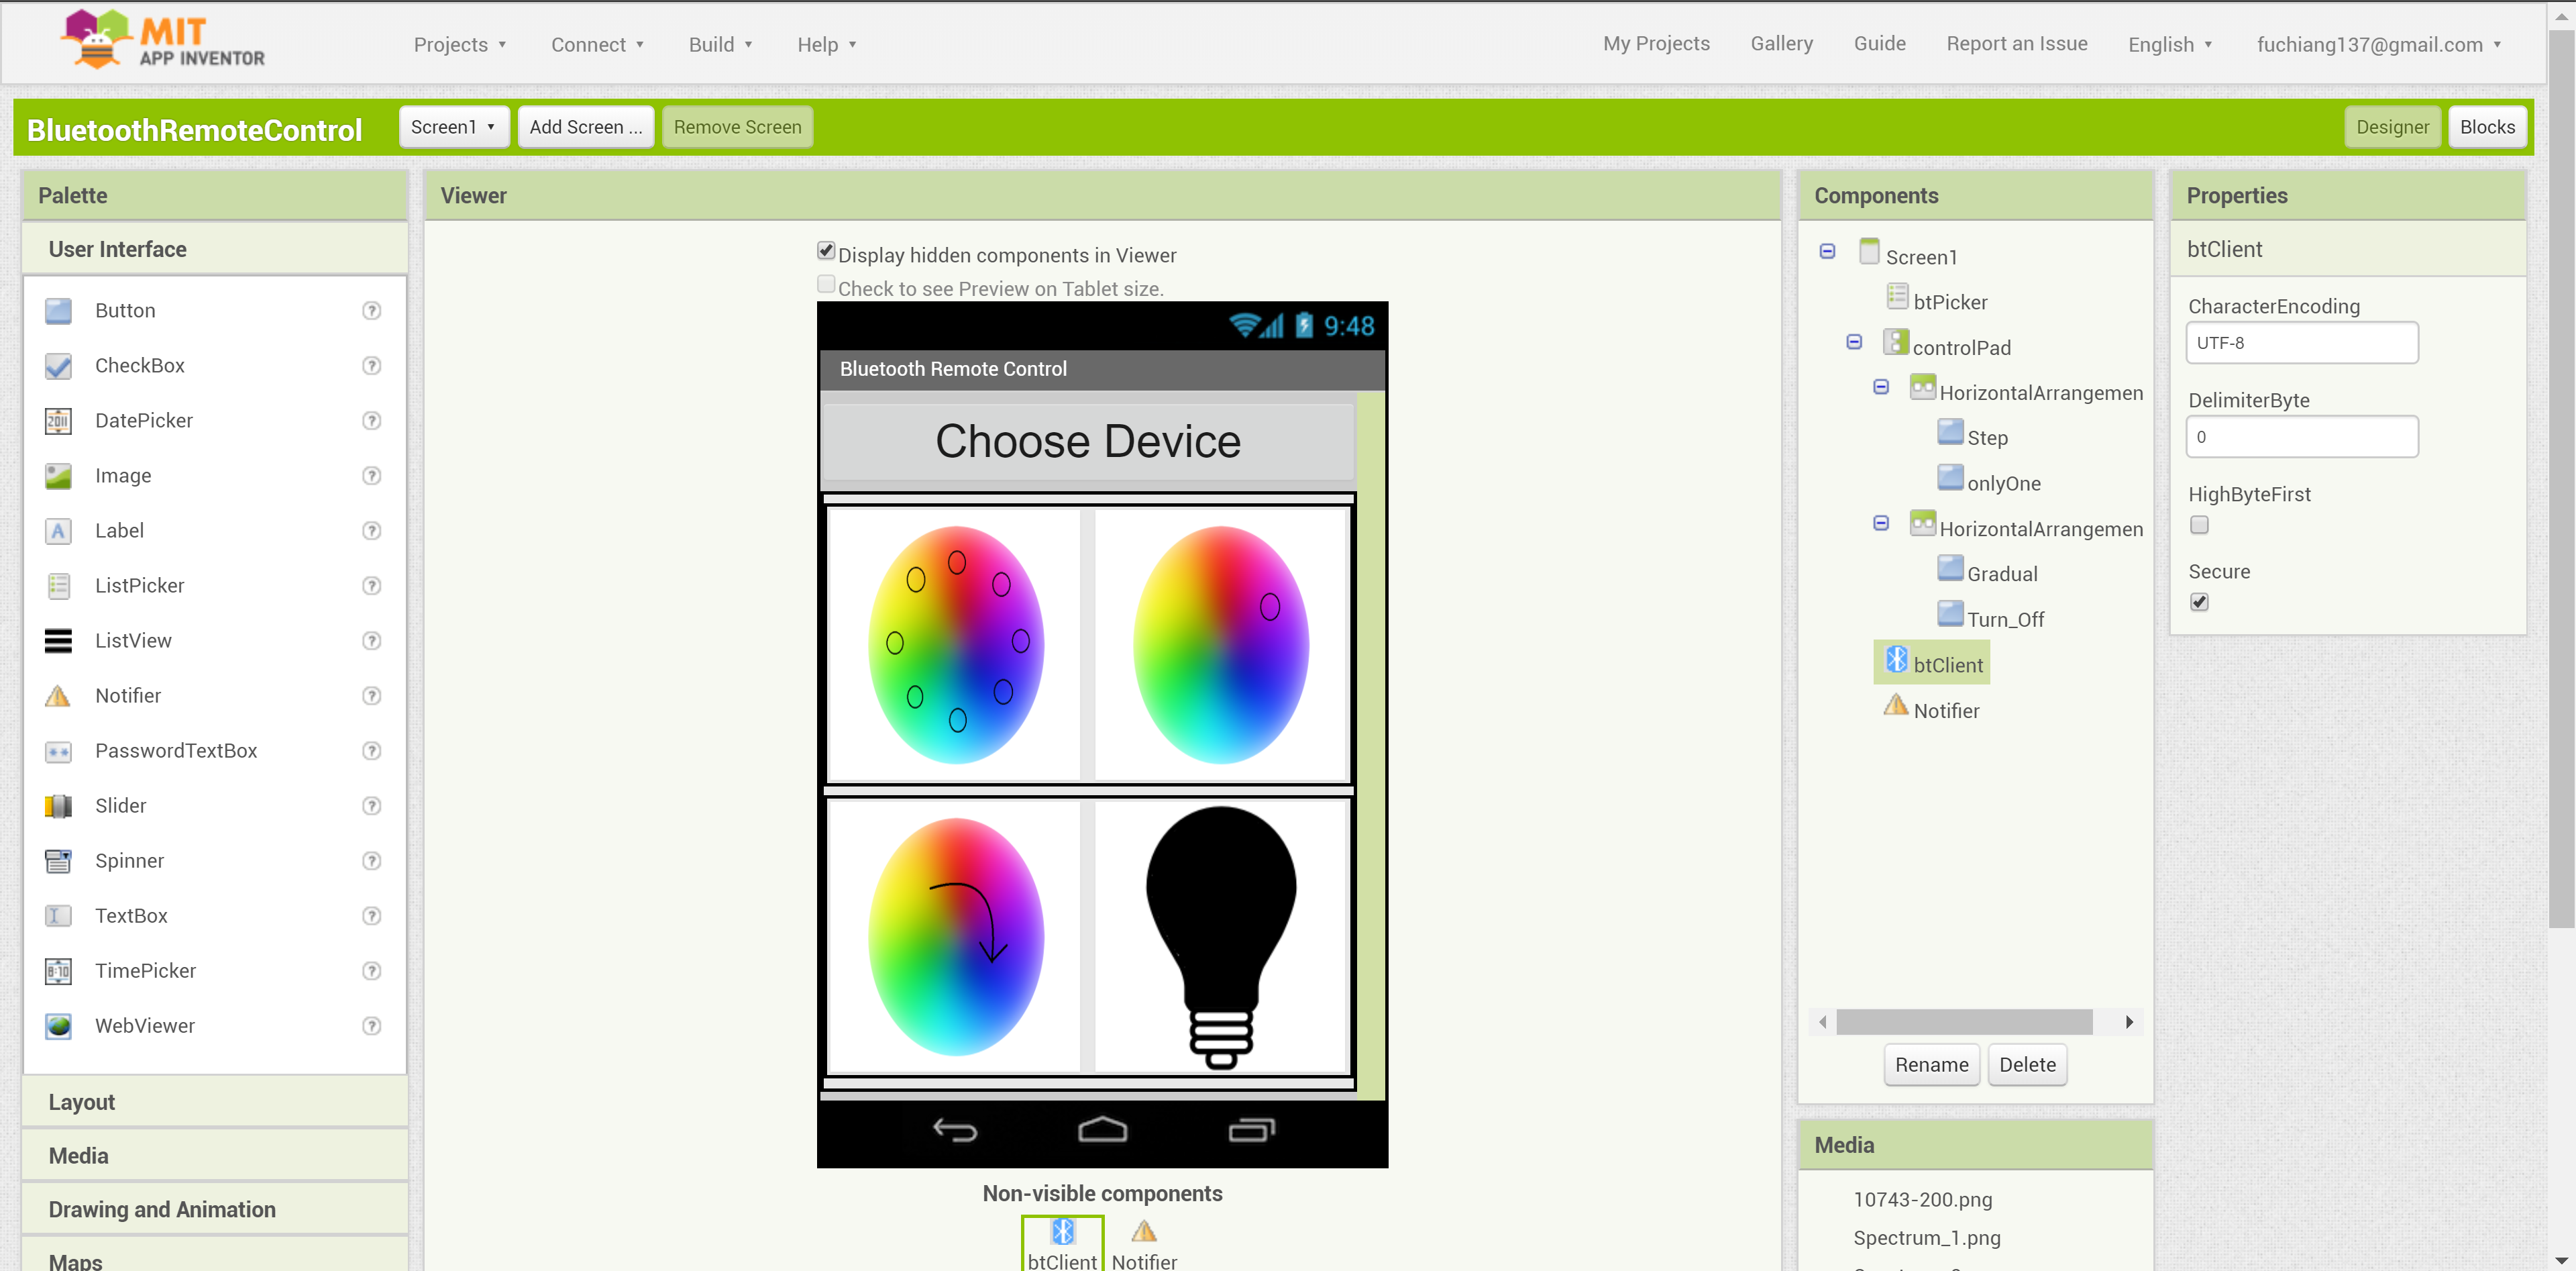 MIT
APP INVENTOR
Projects
Connect
Build
Help
My Projects
Gallery
Guide
Report an Issue
English
fuchiang137@gmail.com
BluetoothRemoteControl
Screen1
Add Screen ...
Remove Screen
Designer
Blocks
Palette
User Interface
Button
CheckBox
DatePicker
Image
Label
ListPicker
ListView
Notifier
PasswordTextBox
Slider
Spinner
TextBox
TimePicker
WebViewer
Layout
Media
Drawing and Animation
Maps
Viewer
Display hidden components in Viewer
Check to see Preview on Tablet size.
9:48
Bluetooth Remote Control
Choose Device
Non-visible components
btClient
Notifier
Components
Screen1
btPicker
controlPad
HorizontalArrangemen
Step
onlyOne
HorizontalArrangemen
Gradual
Turn_Off
btClient
Notifier
Rename
Delete
Media
10743-200.png
Spectrum_1.png
Properties
btClient
CharacterEncoding
UTF-8
DelimiterByte
0
HighByteFirst
Secure